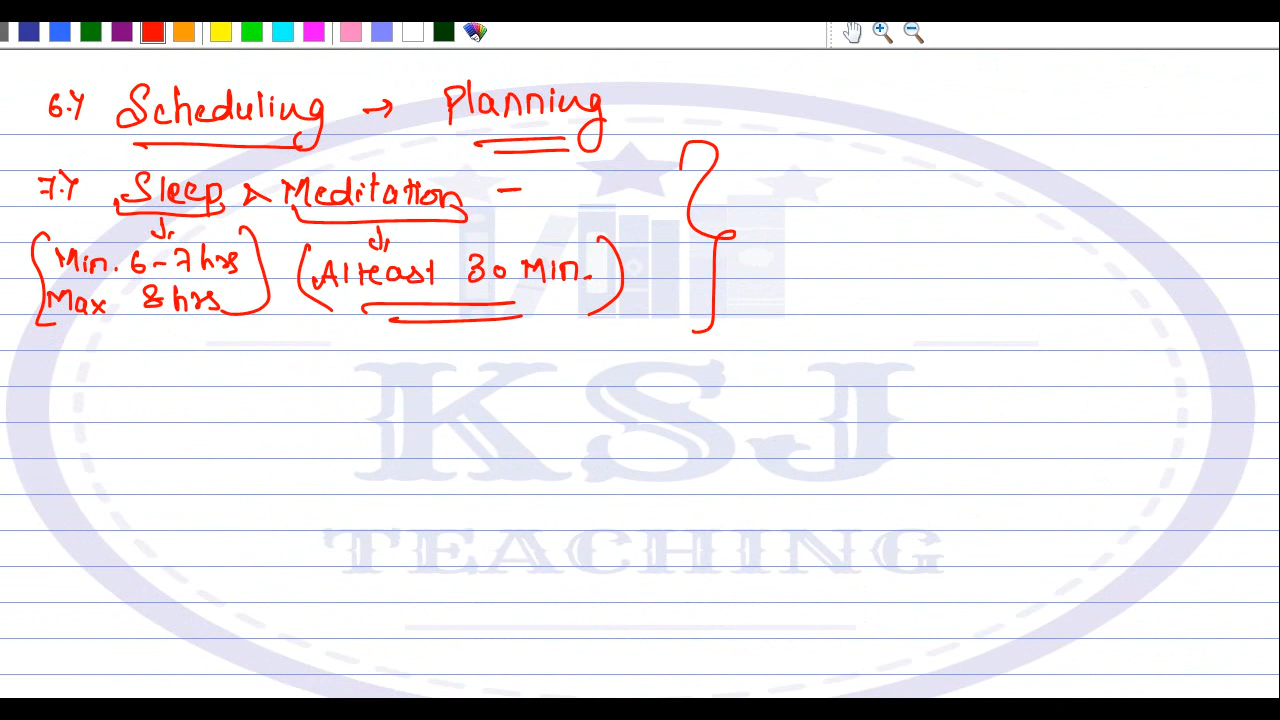 6.) Scheduling → Planning
7.) Sleep & Meditation -
Min. 6-7 hrs
Max 8 hrs
(Atleast 30 Min.)
KSJ
TEACHING